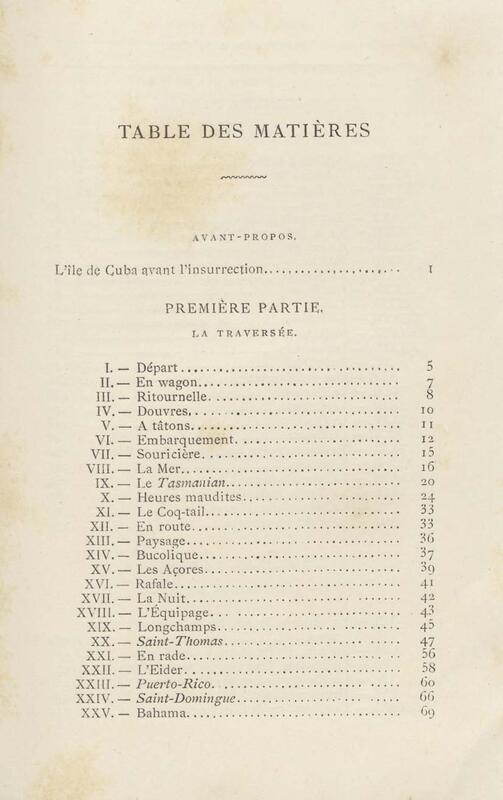 TABLE DES MATIÈRES
AVANT-PROPOS.
L'île de Cuba avant l'insurrection.................... 1
PREMIÈRE PARTIE.
LA TRAVERSÉE.
I. — Départ.................... 5
II. — En wagon.................... 7
III. — Ritournelle.................... 8
IV. — Douvres.................... 10
V. — A tâtons.................... 11
VI. — Embarquement.................... 12
VII. — Souricière.................... 15
VIII. — La Mer.................... 16
IX. — Le Tasmanian.................... 20
X. — Heures maudites.................... 24
XI. — Le Coq-tail.................... 33
XII. — En route.................... 33
XIII. — Paysage.................... 36
XIV. — Bucolique.................... 37
XV. — Les Açores.................... 39
XVI. — Rafale.................... 41
XVII. — La Nuit.................... 42
XVIII. — L'Équipage.................... 43
XIX. — Longchamps.................... 45
XX. — Saint-Thomas.................... 47
XXI. — En rade.................... 56
XXII. — L'Eider.................... 58
XXIII. — Puerto-Rico.................... 60
XXIV. — Saint-Domingue.................... 66
XXV. — Bahama.................... 69